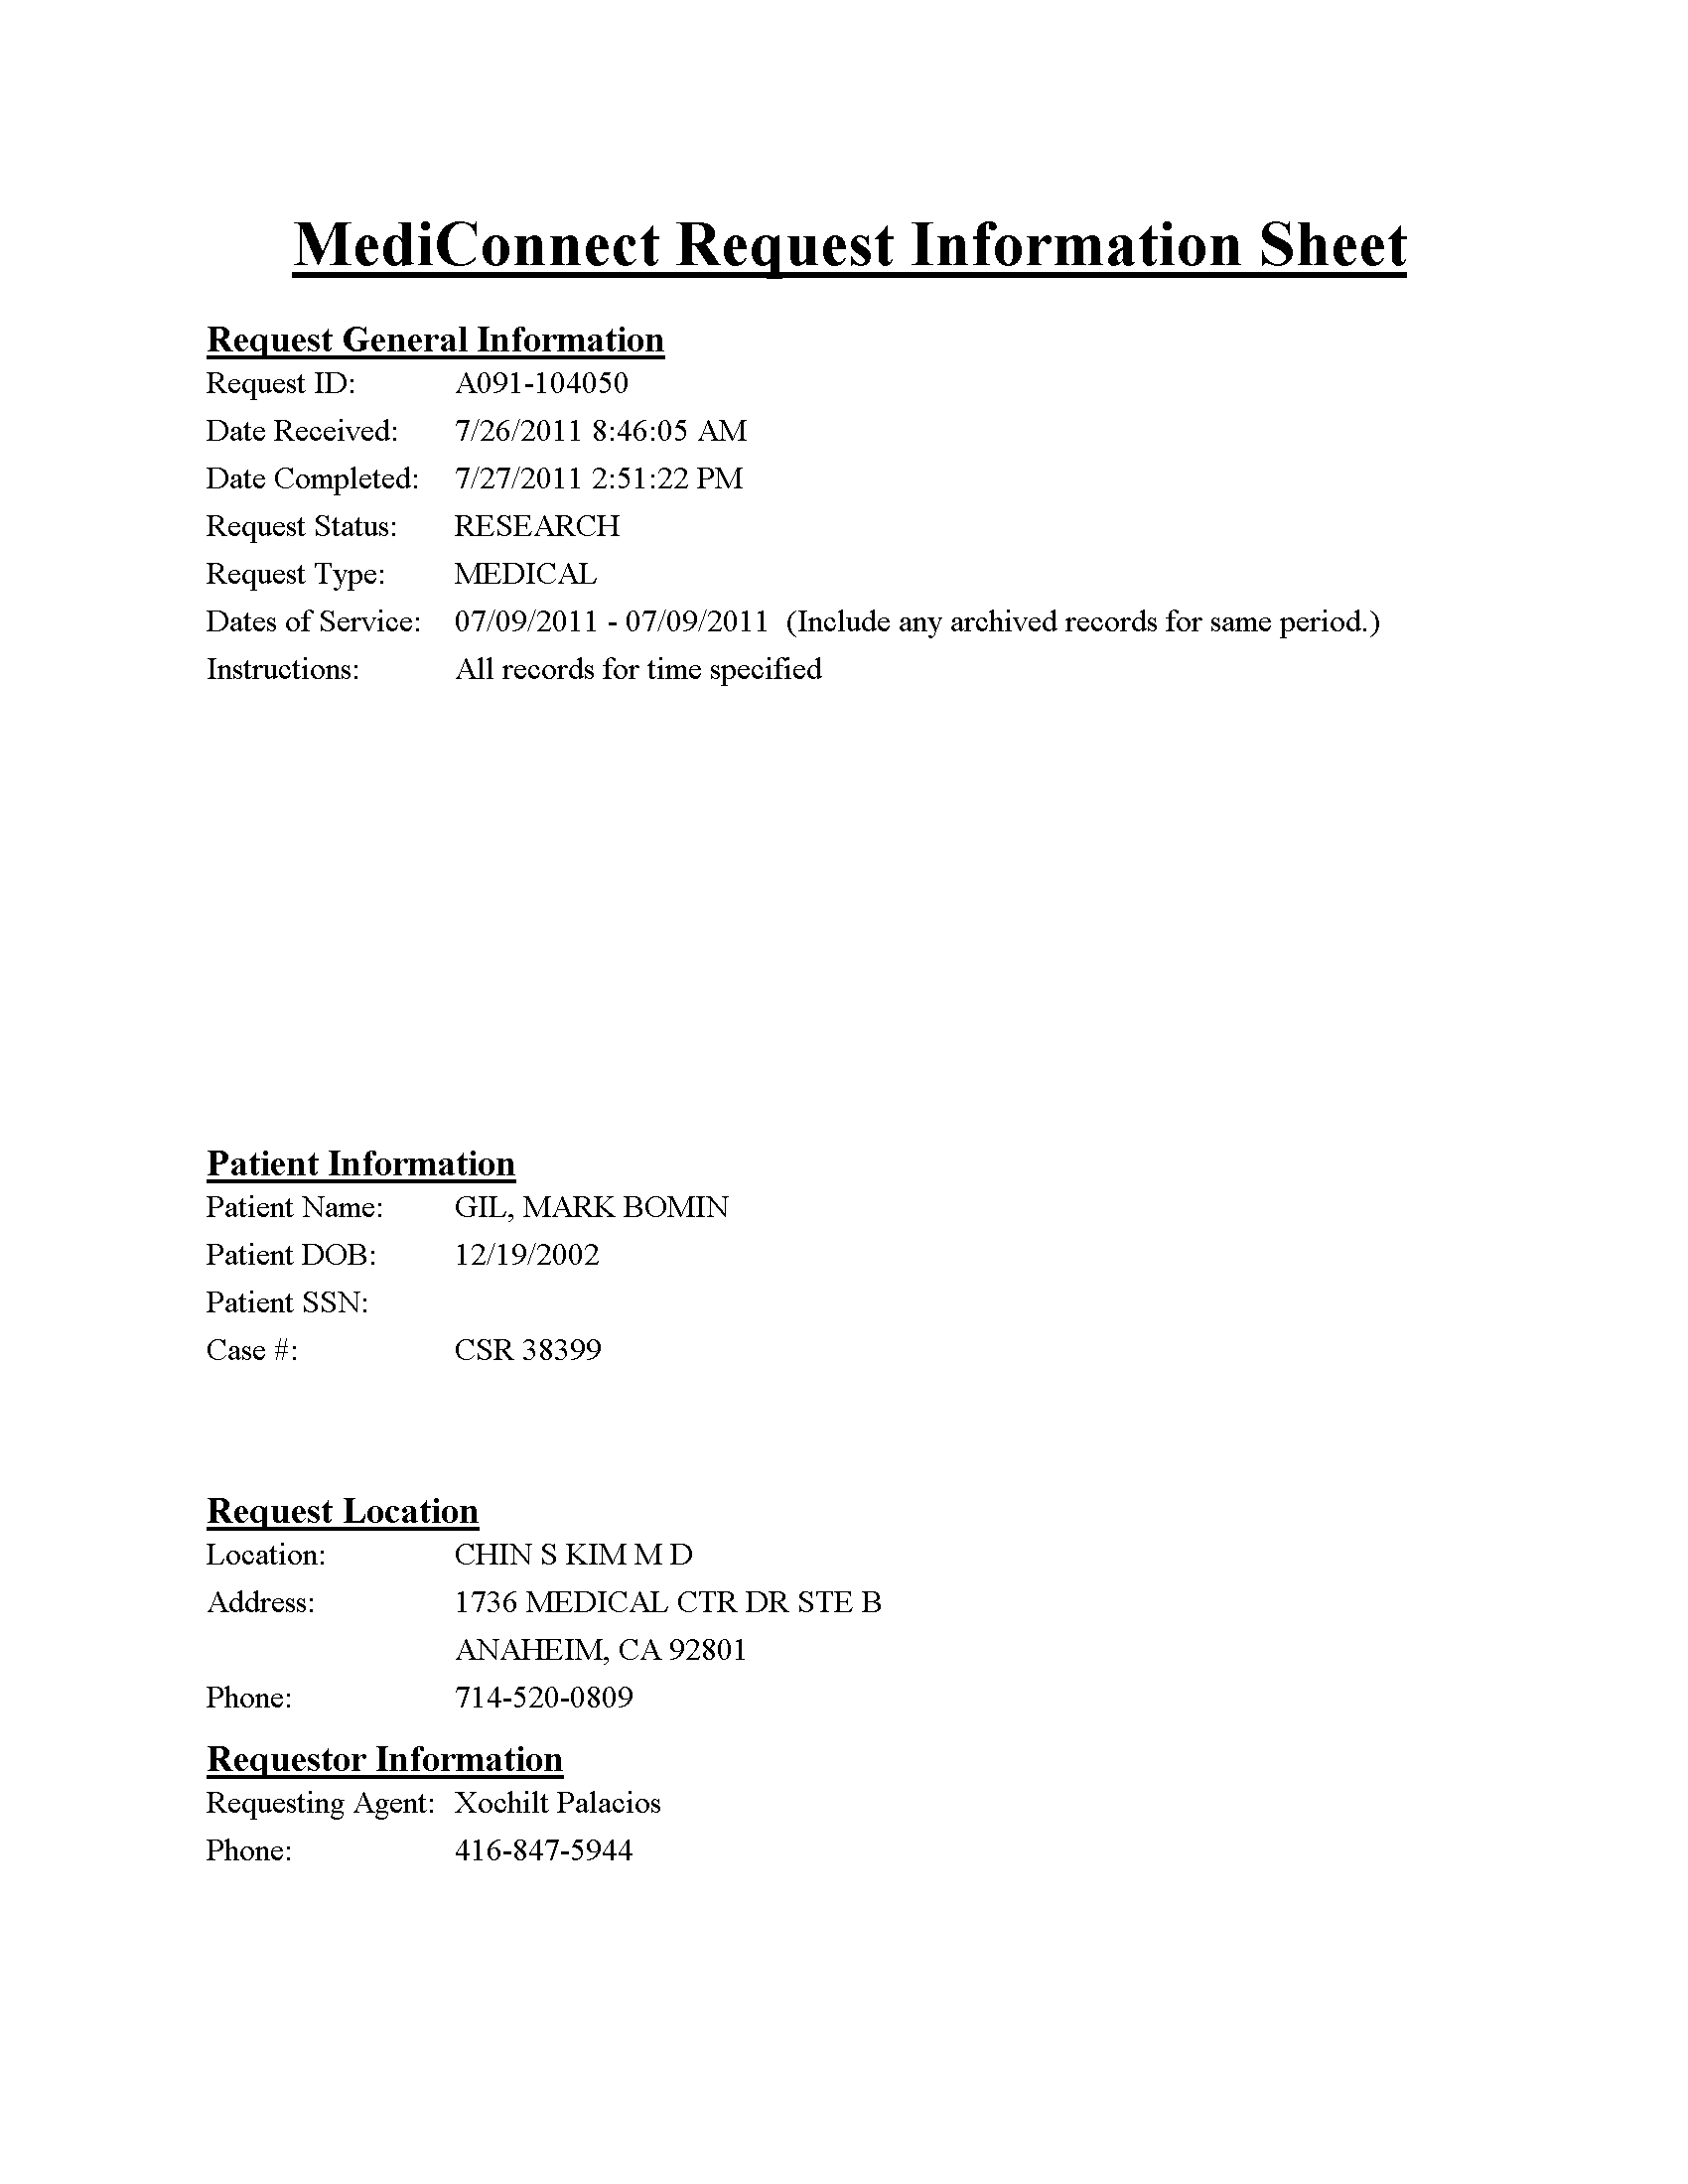 MediConnect Request Information Sheet
Request General Information
Request ID: A091-104050
Date Received: 7/26/2011 8:46:05 AM
Date Completed: 7/27/2011 2:51:22 PM
Request Status: RESEARCH
Request Type: MEDICAL
Dates of Service: 07/09/2011 - 07/09/2011 (Include any archived records for same period.)
Instructions: All records for time specified
Patient Information
Patient Name: GIL, MARK BOMIN
Patient DOB: 12/19/2002
Patient SSN:
Case #: CSR 38399
Request Location
Location: CHIN S KIM M D
Address: 1736 MEDICAL CTR DR STE B
ANAHEIM, CA 92801
Phone: 714-520-0809
Requestor Information
Requesting Agent: Xochilt Palacios
Phone: 416-847-5944